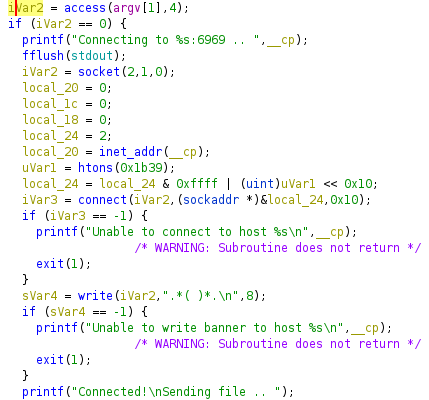 iVar2 = access(argv[1],4);
if (iVar2 == 0) {
  printf("Connecting to %s:6969 .. ",__cp);
  fflush(stdout);
  iVar2 = socket(2,1,0);
  local_20 = 0;
  local_1c = 0;
  local_18 = 0;
  local_24 = 2;
  local_20 = inet_addr(__cp);
  uVar1 = htons(0x1b39);
  local_24 = local_24 & 0xffff | (uint)uVar1 << 0x10;
  iVar3 = connect(iVar2,(sockaddr *)&local_24,0x10);
  if (iVar3 == -1) {
    printf("Unable to connect to host %s\n",__cp);
                  /* WARNING: Subroutine does not return */
    exit(1);
  }
  sVar4 = write(iVar2,".*( )*.\n",8);
  if (sVar4 == -1) {
    printf("Unable to write banner to host %s\n",__cp);
                  /* WARNING: Subroutine does not return */
    exit(1);
  }
  printf("Connected!\nSending file .. ");